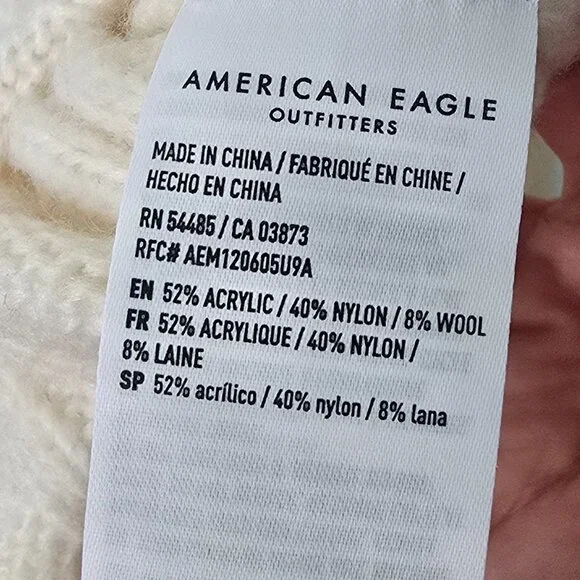 AMERICAN EAGLE
OUTFITTERS
MADE IN CHINA / FABRIQUÉ EN CHINE /
HECHO EN CHINA
RN 54485 / CA 03873
RFC# AEM120605U9A
EN 52% ACRYLIC / 40% NYLON / 8% WOOL
FR 52% ACRYLIQUE / 40% NYLON /
8% LAINE
SP 52% acrílico / 40% nylon / 8% lana